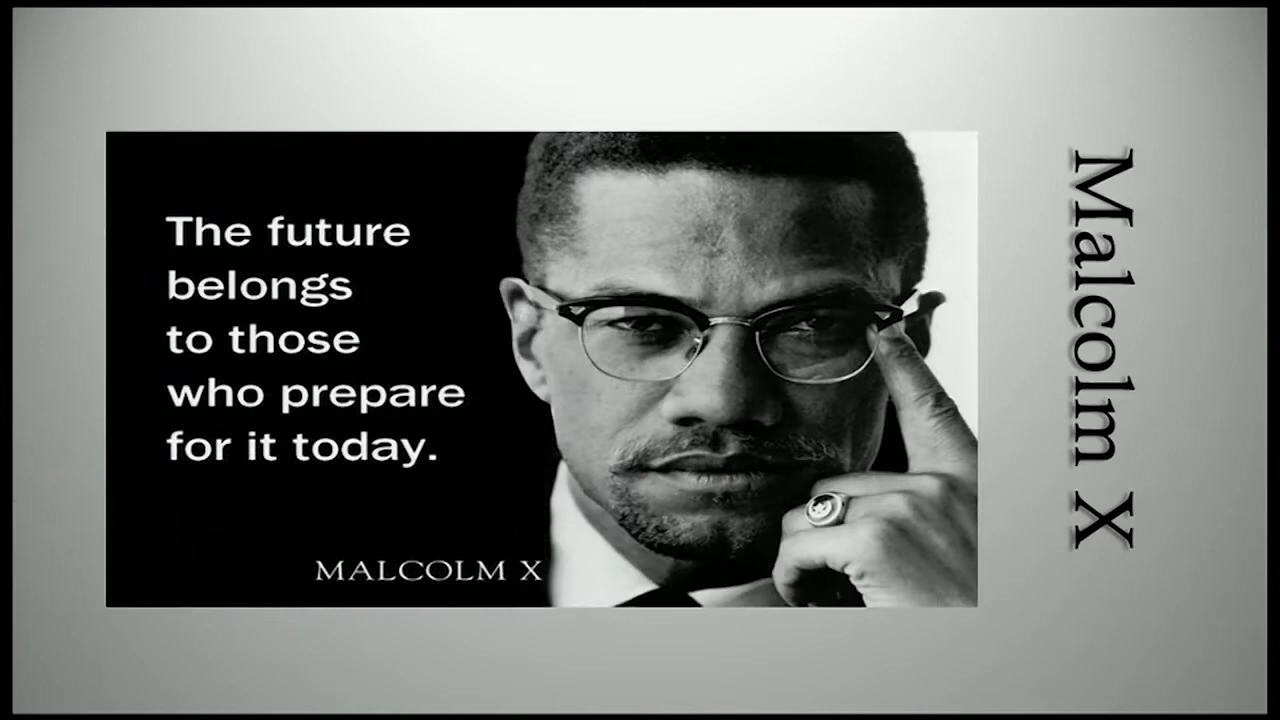 The future
belongs
to those
who prepare
for it today.
MALCOLM X
Malcolm X